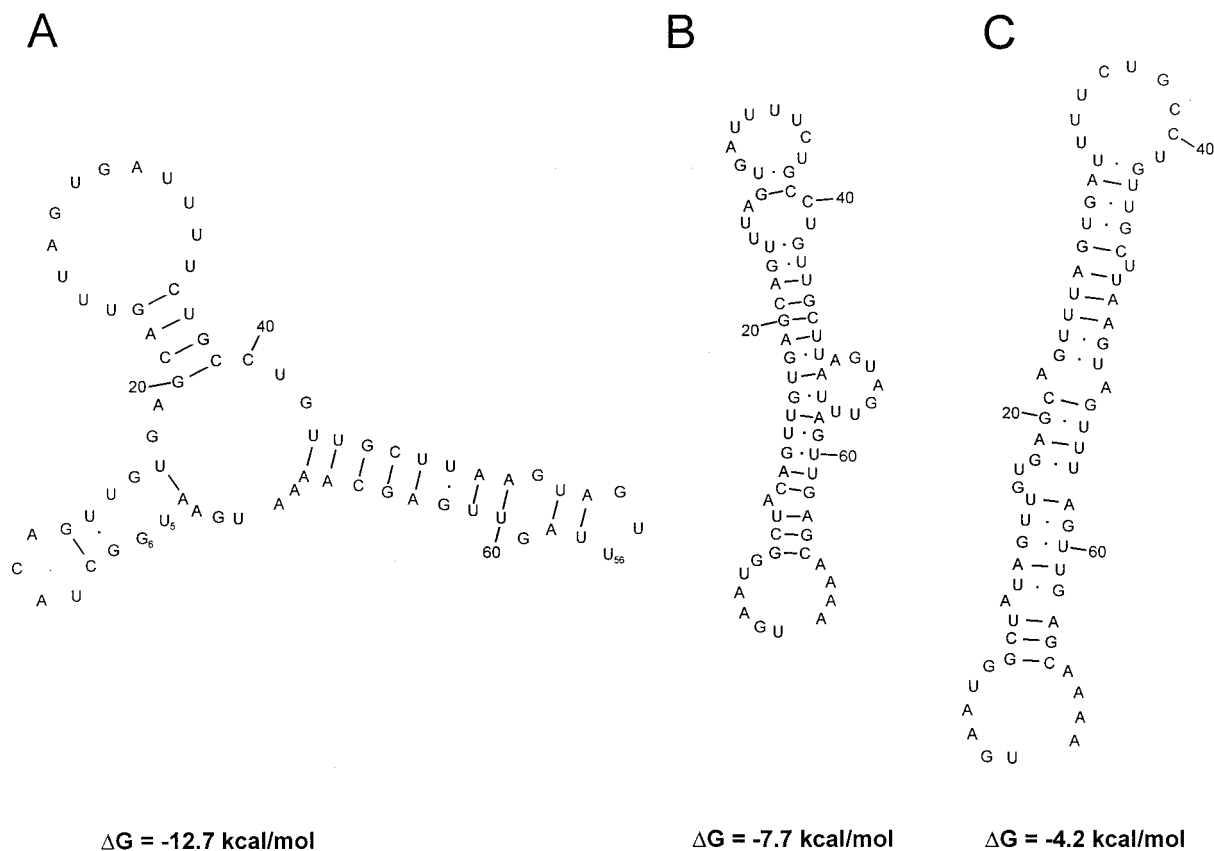 A
U G A A U5 G6 G C U A C A G U U G U G A G 20 C A G U U U A G U G A U U U U C U G C C 40 U G U U G C U U A A G U A G U U56 U A G U U 60 G A G C A A A A
ΔG = -12.7 kcal/mol
B
U G A A U G G C U A C A G U U G U G A G 20 C A G U U U A G U G A U U U U C U G C C 40 U G U U G C U U A A G U A G U U U A G U U 60 G A G C A A A A
ΔG = -7.7 kcal/mol
C
U G A A U G G C U A U A G U U G U G A G 20 C A G U U U A G U G A U U U U C U G C C 40 U G U U G C U U A A G U A G U U U A G U U 60 G A G C A A A A
ΔG = -4.2 kcal/mol